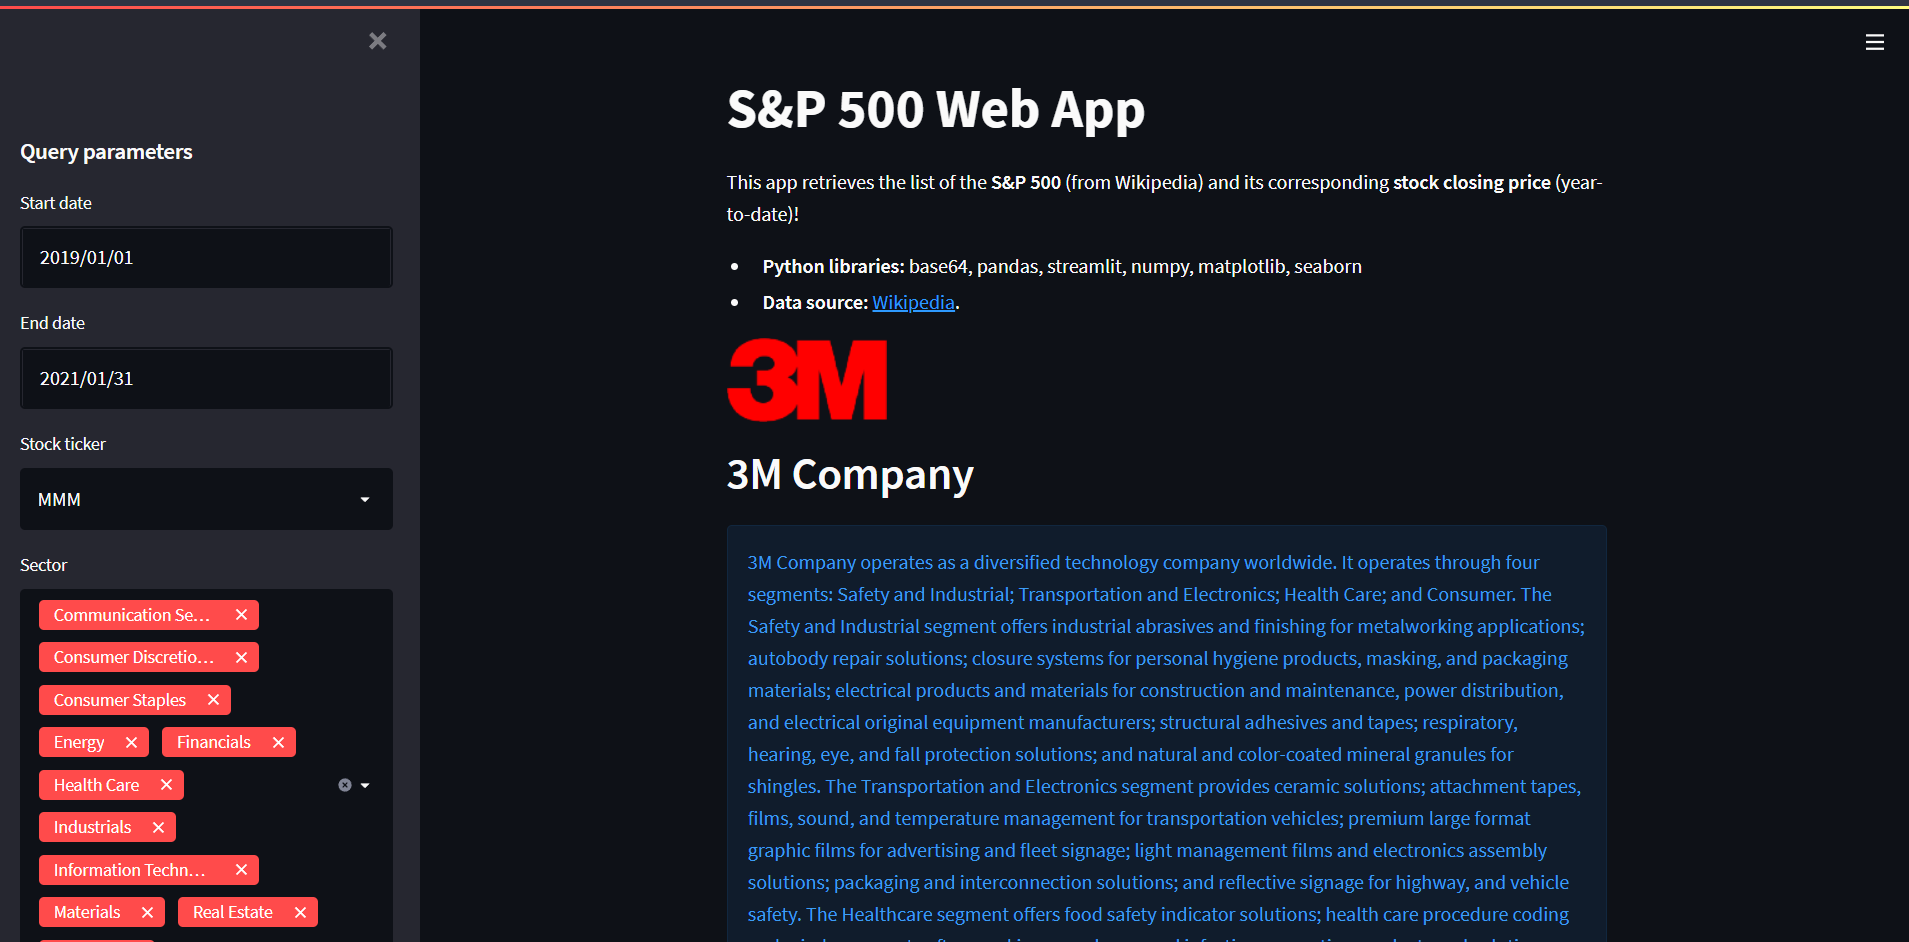 Query parameters
Start date
2019/01/01
End date
2021/01/31
Stock ticker
MMM
Sector
Communication Se...
Consumer Discretio...
Consumer Staples
Energy
Financials
Health Care
Industrials
Information Techn...
Materials
Real Estate
S&P 500 Web App
This app retrieves the list of the S&P 500 (from Wikipedia) and its corresponding stock closing price (year-
to-date)!
Python libraries: base64, pandas, streamlit, numpy, matplotlib, seaborn
Data source: Wikipedia.
3M
3M Company
3M Company operates as a diversified technology company worldwide. It operates through four
segments: Safety and Industrial; Transportation and Electronics; Health Care; and Consumer. The
Safety and Industrial segment offers industrial abrasives and finishing for metalworking applications;
autobody repair solutions; closure systems for personal hygiene products, masking, and packaging
materials; electrical products and materials for construction and maintenance, power distribution,
and electrical original equipment manufacturers; structural adhesives and tapes; respiratory,
hearing, eye, and fall protection solutions; and natural and color-coated mineral granules for
shingles. The Transportation and Electronics segment provides ceramic solutions; attachment tapes,
films, sound, and temperature management for transportation vehicles; premium large format
graphic films for advertising and fleet signage; light management films and electronics assembly
solutions; packaging and interconnection solutions; and reflective signage for highway, and vehicle
safety. The Healthcare segment offers food safety indicator solutions; health care procedure coding